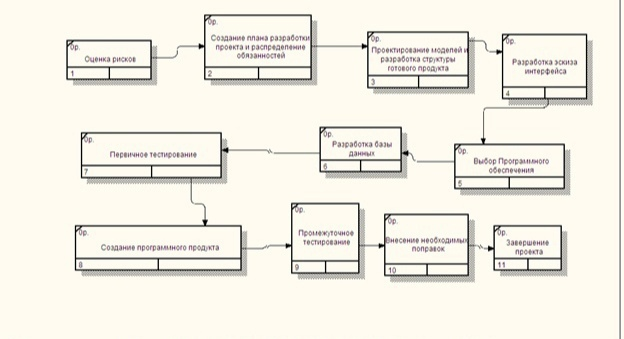 0р.
Оценка рисков
1
0р.
Создание плана разработки
проекта и распределение
обязанностей
2
0р.
Проектирование моделей и
разработка структуры
готового продукта
3
0р.
Разработка эскиза
интерфейса
4
0р.
Выбор Программного
обеспечения
5
0р.
Разработка базы
данных
6
0р.
Первичное тестирование
7
0р.
Создание программного продукта
8
0р.
Промежуточное
тестирование
9
0р.
Внесение необходимых
поправок
10
0р.
Завершение
проекта
11